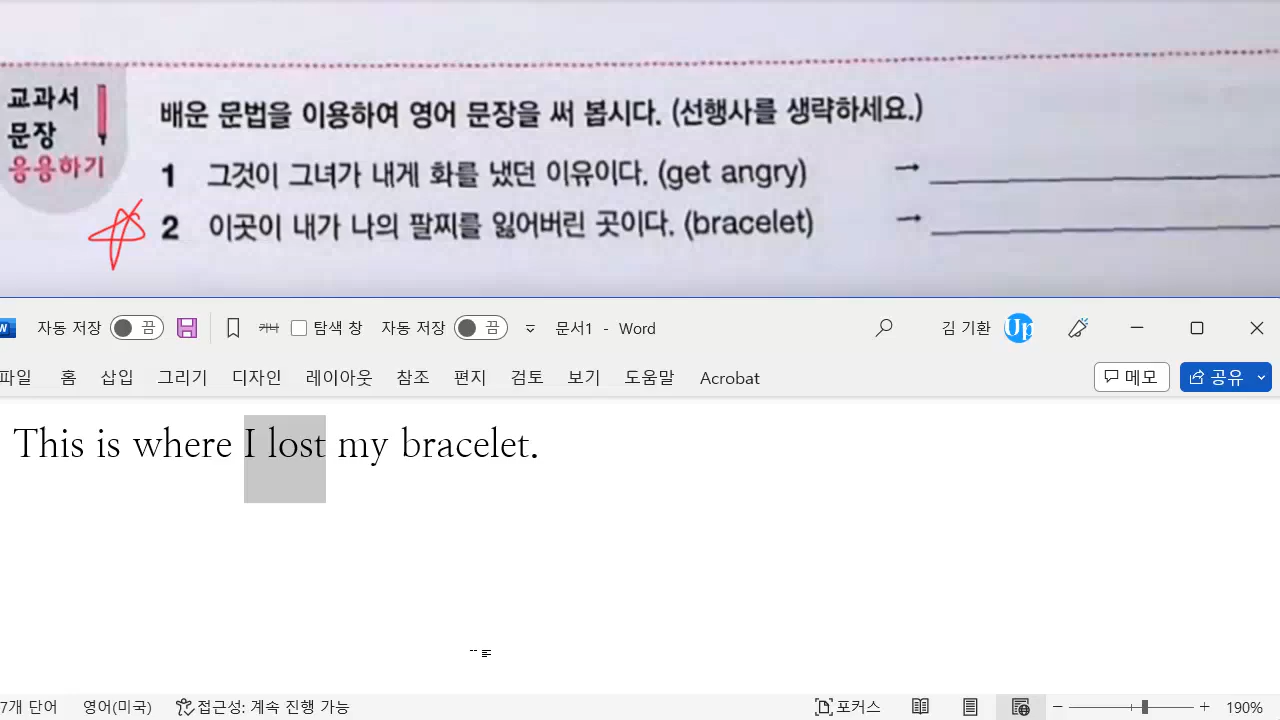 교과서
문장
응용하기
배운 문법을 이용하여 영어 문장을 써 봅시다. (선행사를 생략하세요.)
1 그것이 그녀가 내게 화를 냈던 이유이다. (get angry) →
2 이곳이 내가 나의 팔찌를 잃어버린 곳이다. (bracelet) →
자동 저장 끔 가나 탐색 창 자동 저장 끔 문서1 - Word 김 기환 Up
파일 홈 삽입 그리기 디자인 레이아웃 참조 편지 검토 보기 도움말 Acrobat 메모 공유
This is where I lost my bracelet.
7개 단어 영어(미국) 접근성: 계속 진행 가능 포커스 190%